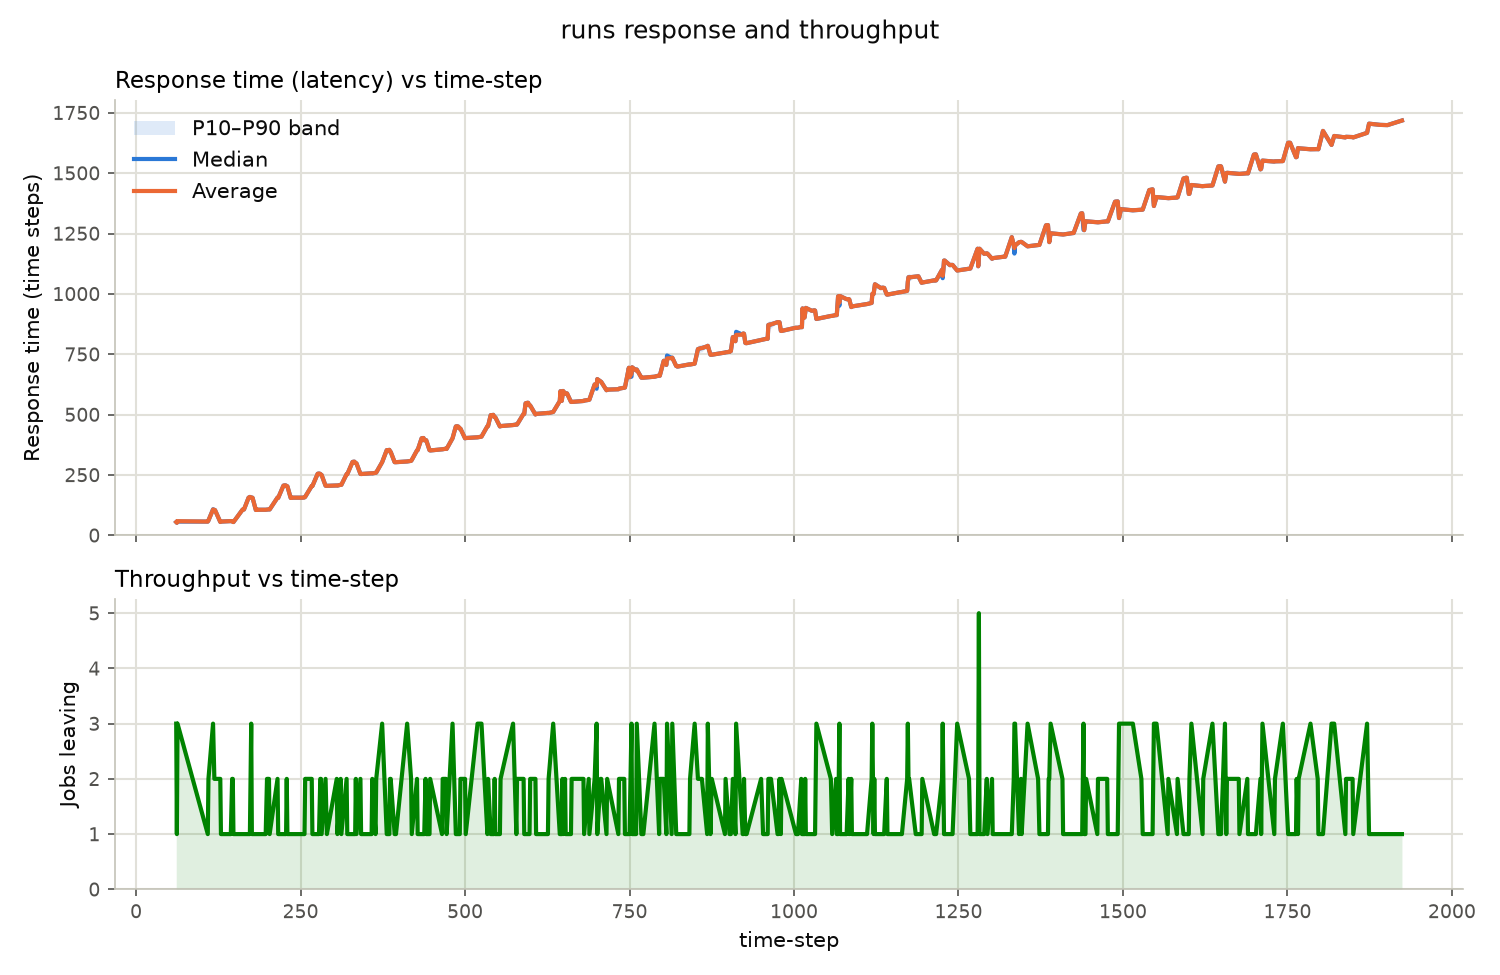 runs response and throughput
Response time (latency) vs time-step
Response time (time steps)
1750
1500
1250
1000
750
500
250
0
P10–P90 band
Median
Average
Throughput vs time-step
Jobs leaving
5
4
3
2
1
0
0 250 500 750 1000 1250 1500 1750 2000
time-step